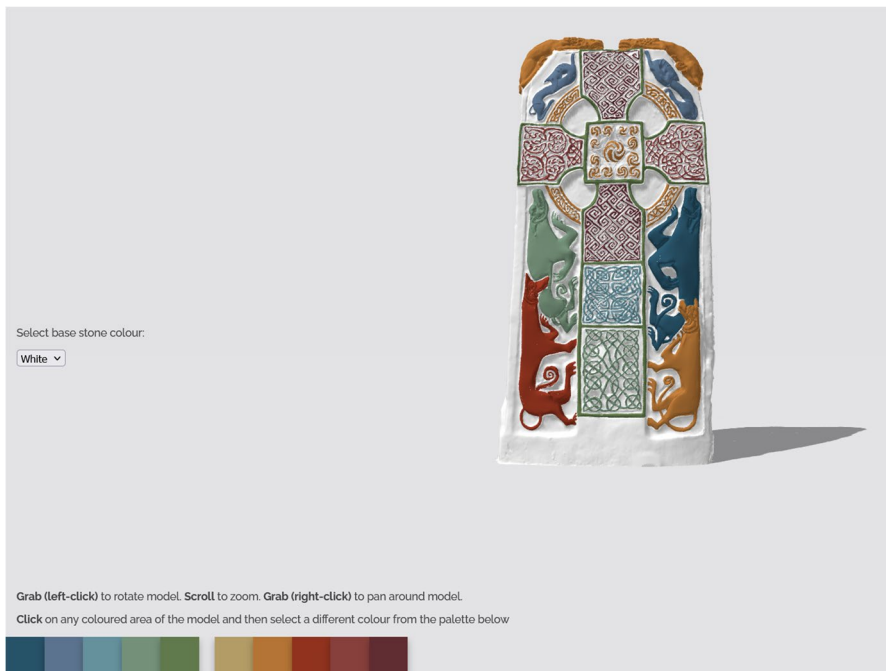 Select base stone colour:
White
Grab (left-click) to rotate model. Scroll to zoom. Grab (right-click) to pan around model.
Click on any coloured area of the model and then select a different colour from the palette below